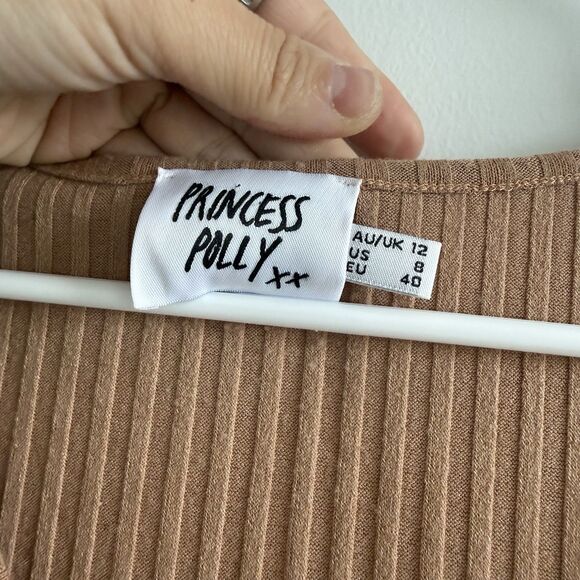 PRINCESS
POLLY xx
AU/UK 12
US 8
EU 40